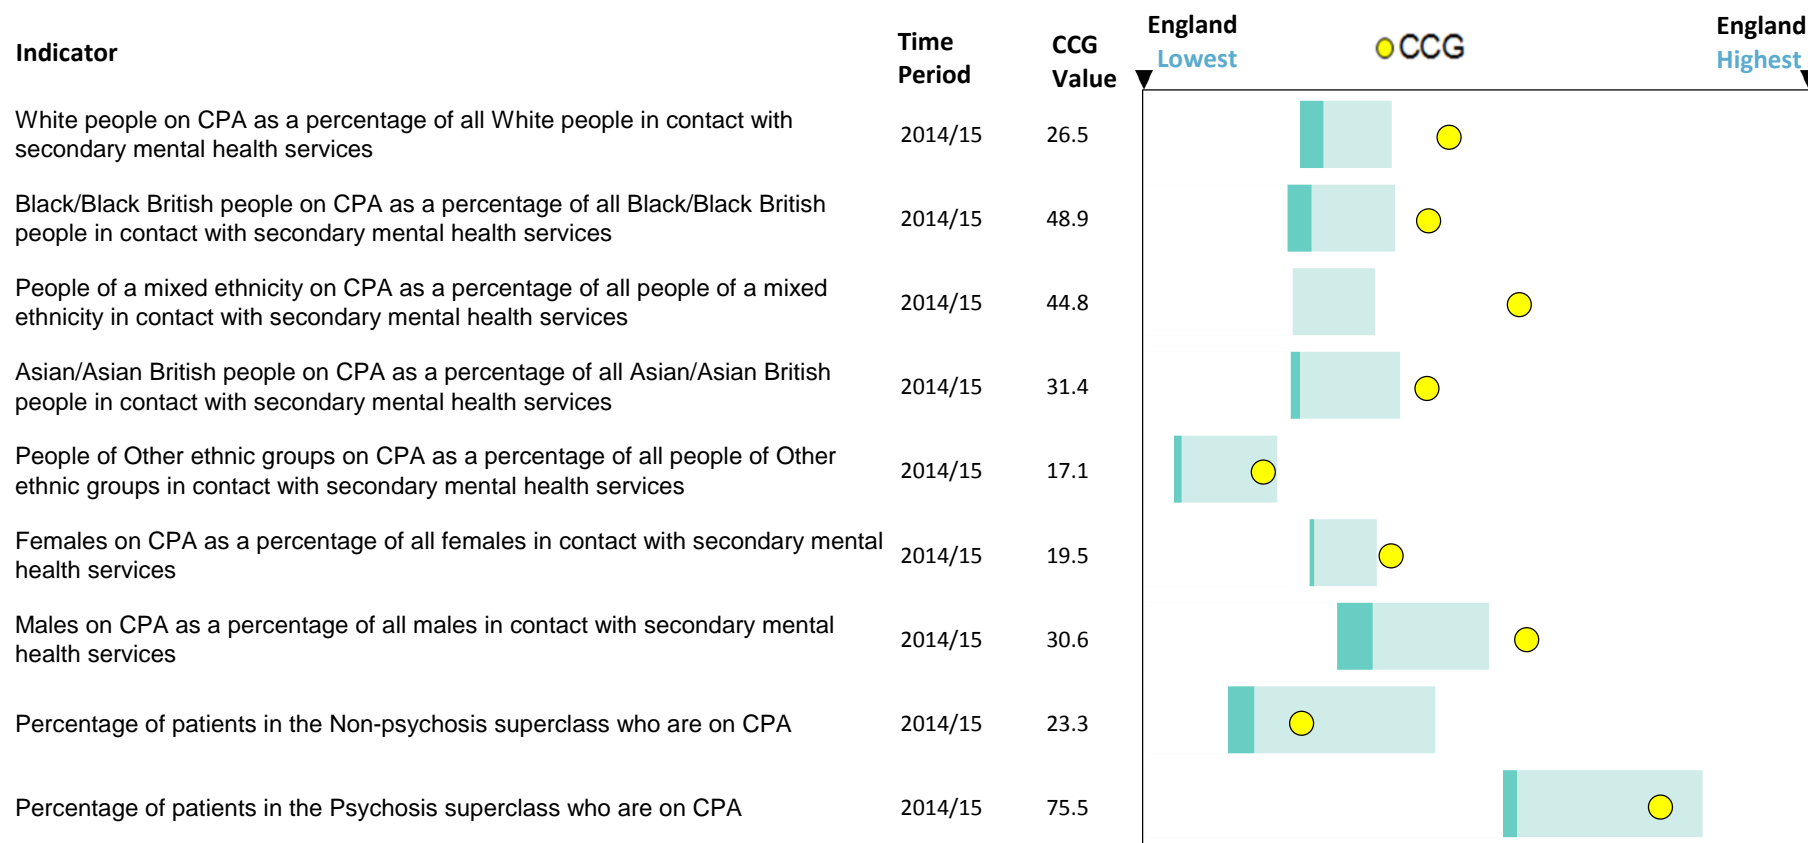 Indicator
Time
Period
CCG
Value
England
Lowest
CCG
England
Highest
White people on CPA as a percentage of all White people in contact with
secondary mental health services
2014/15
26.5
Black/Black British people on CPA as a percentage of all Black/Black British
people in contact with secondary mental health services
2014/15
48.9
People of a mixed ethnicity on CPA as a percentage of all people of a mixed
ethnicity in contact with secondary mental health services
2014/15
44.8
Asian/Asian British people on CPA as a percentage of all Asian/Asian British
people in contact with secondary mental health services
2014/15
31.4
People of Other ethnic groups on CPA as a percentage of all people of Other
ethnic groups in contact with secondary mental health services
2014/15
17.1
Females on CPA as a percentage of all females in contact with secondary mental
health services
2014/15
19.5
Males on CPA as a percentage of all males in contact with secondary mental
health services
2014/15
30.6
Percentage of patients in the Non-psychosis superclass who are on CPA
2014/15
23.3
Percentage of patients in the Psychosis superclass who are on CPA
2014/15
75.5